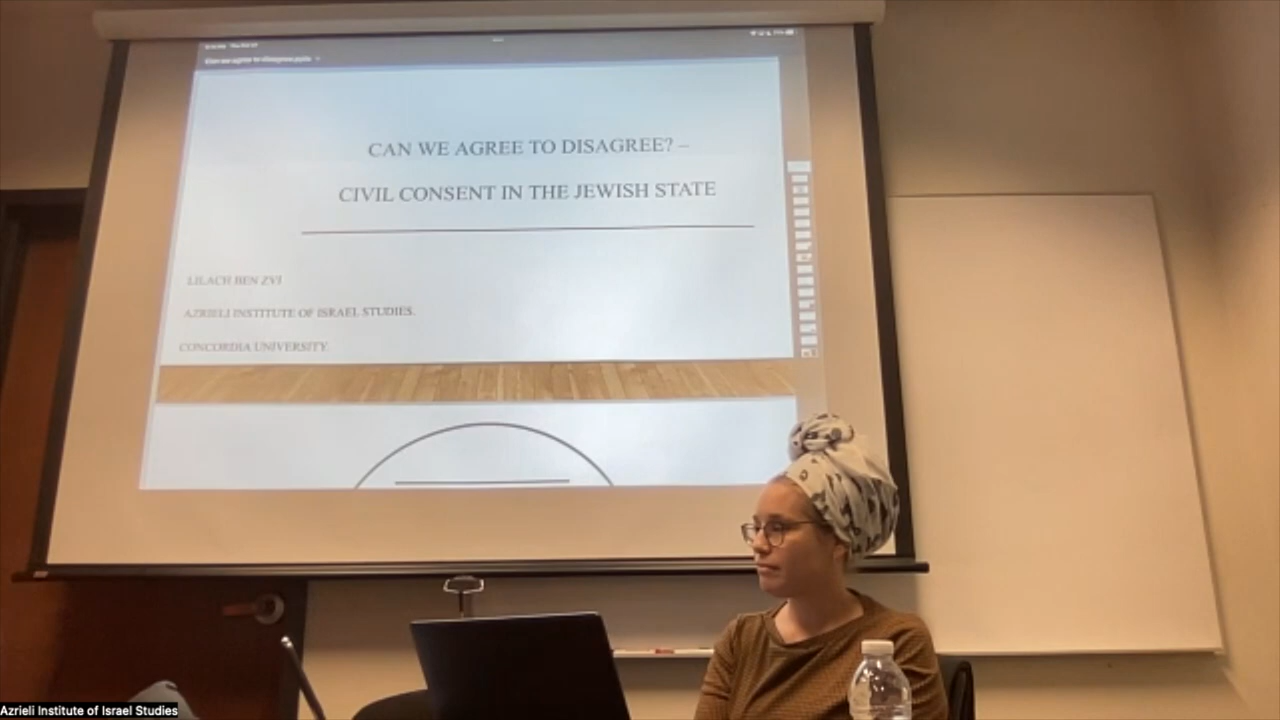 CAN WE AGREE TO DISAGREE? –
CIVIL CONSENT IN THE JEWISH STATE
LILACH BEN ZVI
AZRIELI INSTITUTE OF ISRAEL STUDIES.
CONCORDIA UNIVERSITY.
Azrieli Institute of Israel Studies